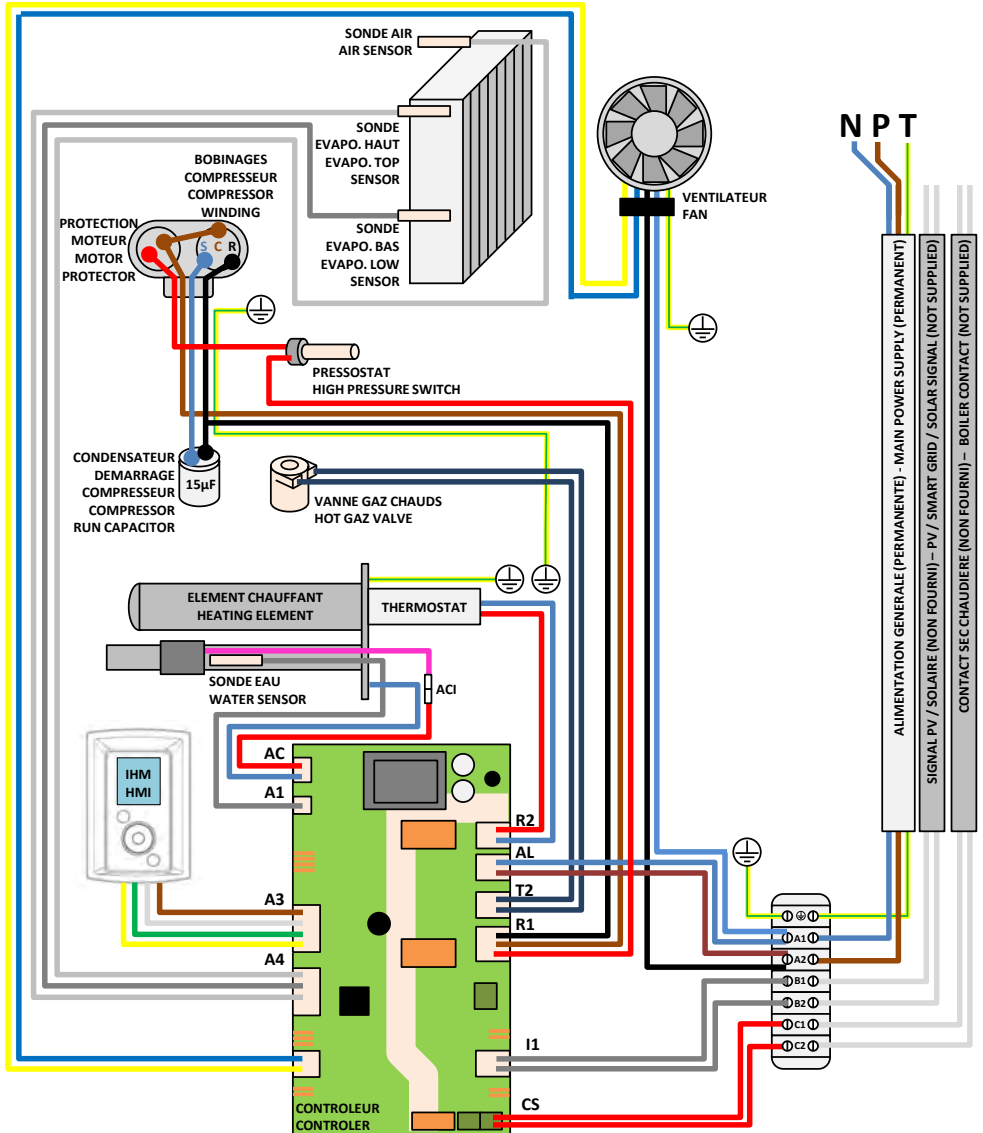 SONDE AIR
AIR SENSOR
SONDE
EVAPO. HAUT
EVAPO. TOP
SENSOR
SONDE
EVAPO. BAS
EVAPO. LOW
SENSOR
BOBINAGES
COMPRESSEUR
COMPRESSOR
WINDING
PROTECTION
MOTEUR
MOTOR
PROTECTOR
S C R
VENTILATEUR
FAN
N P T
PRESSOSTAT
HIGH PRESSURE SWITCH
CONDENSATEUR
DEMARRAGE
COMPRESSEUR
COMPRESSOR
RUN CAPACITOR
15µF
VANNE GAZ CHAUDS
HOT GAZ VALVE
ELEMENT CHAUFFANT
HEATING ELEMENT
THERMOSTAT
SONDE EAU
WATER SENSOR
ACI
IHM
HMI
AC
A1
A3
A4
R2
AL
T2
R1
I1
CS
CONTROLEUR
CONTROLER
A1
A2
B1
B2
C1
C2
ALIMENTATION GENERALE (PERMANENTE) - MAIN POWER SUPPLY (PERMANENT)
SIGNAL PV / SOLAIRE (NON FOURNI) – PV / SMART GRID / SOLAR SIGNAL (NOT SUPPLIED)
CONTACT SEC CHAUDIERE (NON FOURNI) – BOILER CONTACT (NOT SUPPLIED)